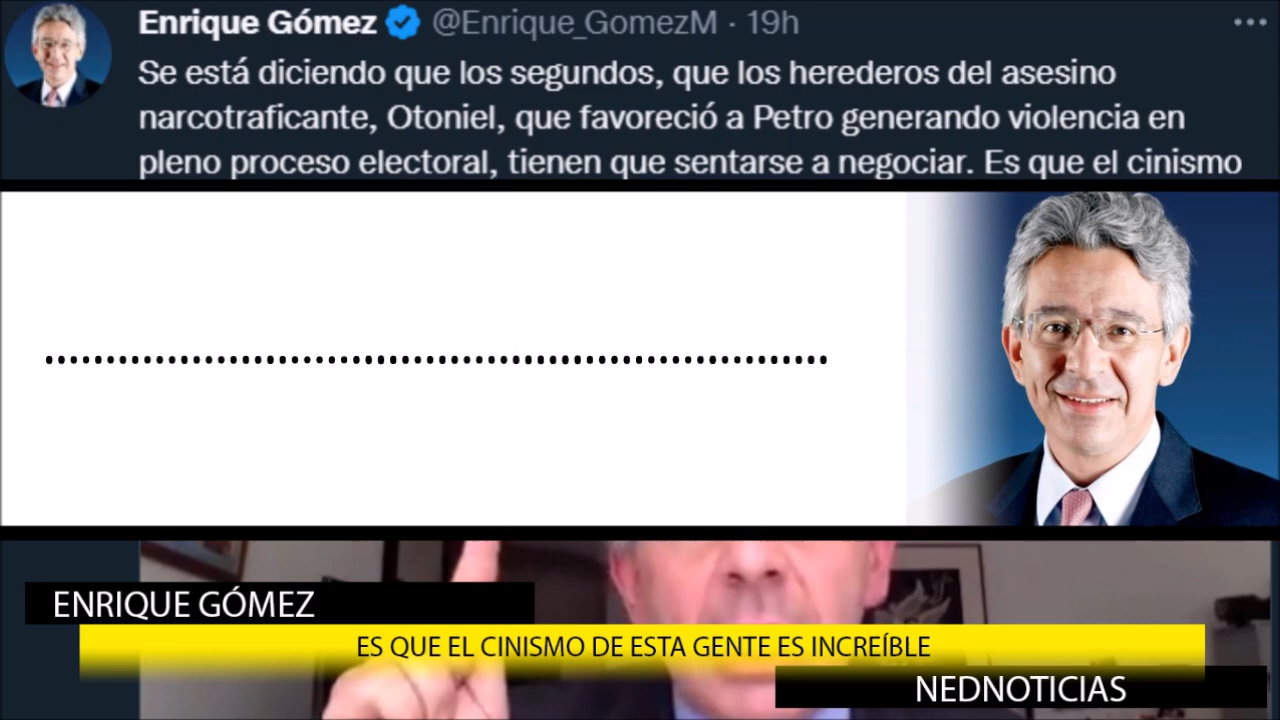 Enrique Gómez @Enrique_GomezM · 19h
Se está diciendo que los segundos, que los herederos del asesino
narcotraficante, Otoniel, que favoreció a Petro generando violencia en
pleno proceso electoral, tienen que sentarse a negociar. Es que el cinismo
ENRIQUE GÓMEZ
ES QUE EL CINISMO DE ESTA GENTE ES INCREÍBLE
NEDNOTICIAS